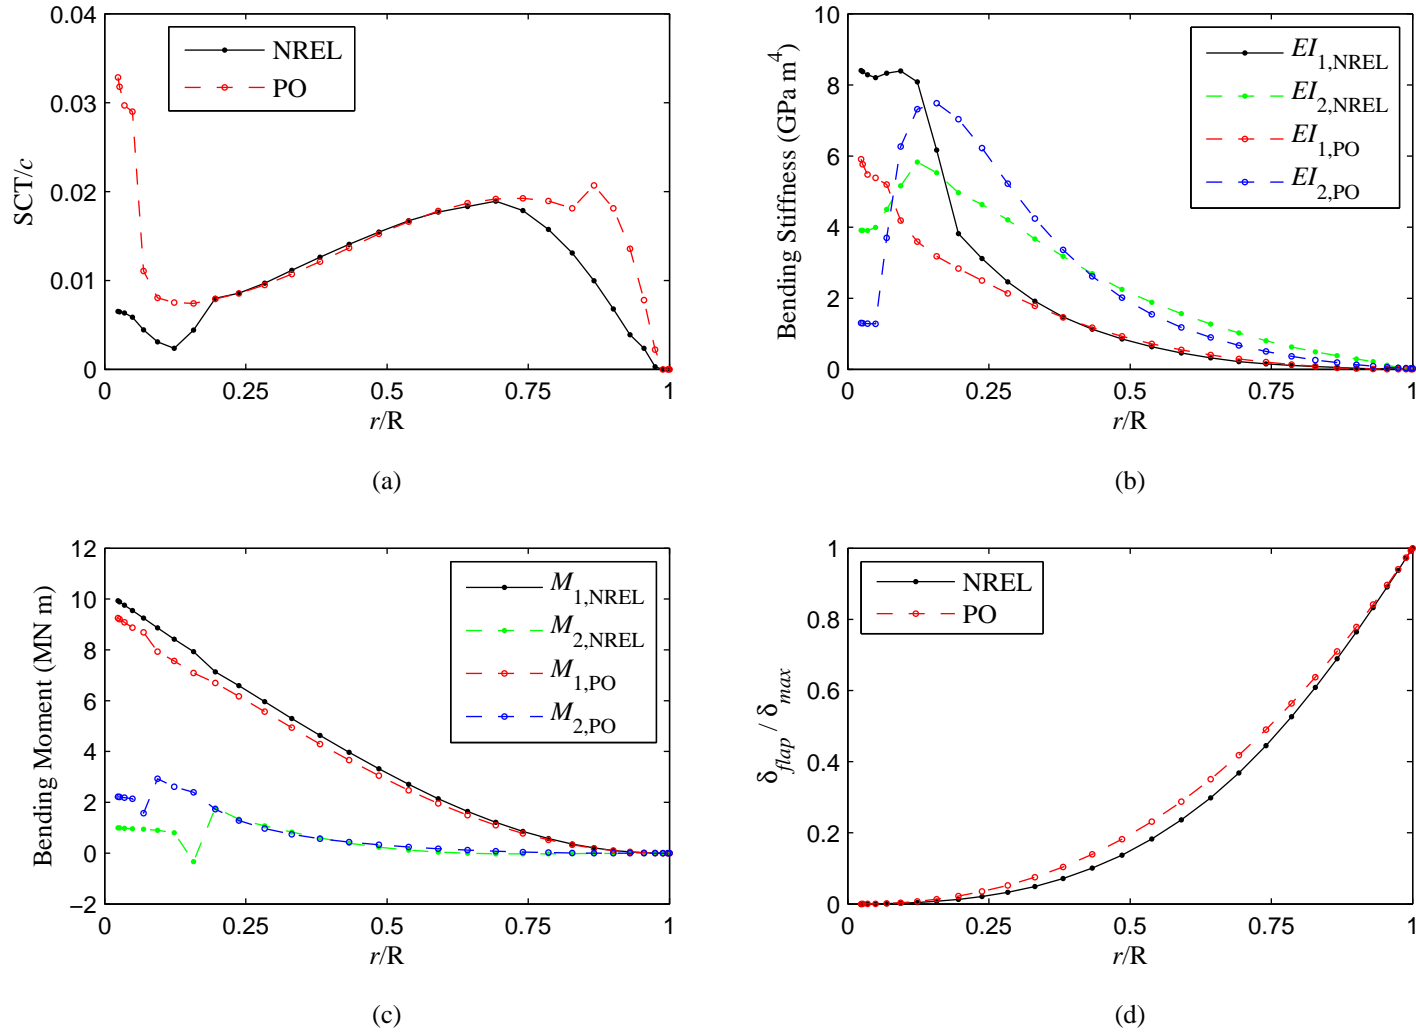 0.04
0.03
0.02
0.01
0
SCT/c
NREL
PO
0 0.25 0.5 0.75 1
r/R
(a)
10
8
6
4
2
0
Bending Stiffness (GPa m⁴)
EI1,NREL
EI2,NREL
EI1,PO
EI2,PO
0 0.25 0.5 0.75 1
r/R
(b)
12
10
8
6
4
2
0
−2
Bending Moment (MN m)
M1,NREL
M2,NREL
M1,PO
M2,PO
0 0.25 0.5 0.75 1
r/R
(c)
1
0.8
0.6
0.4
0.2
0
δflap / δmax
NREL
PO
0 0.25 0.5 0.75 1
r/R
(d)